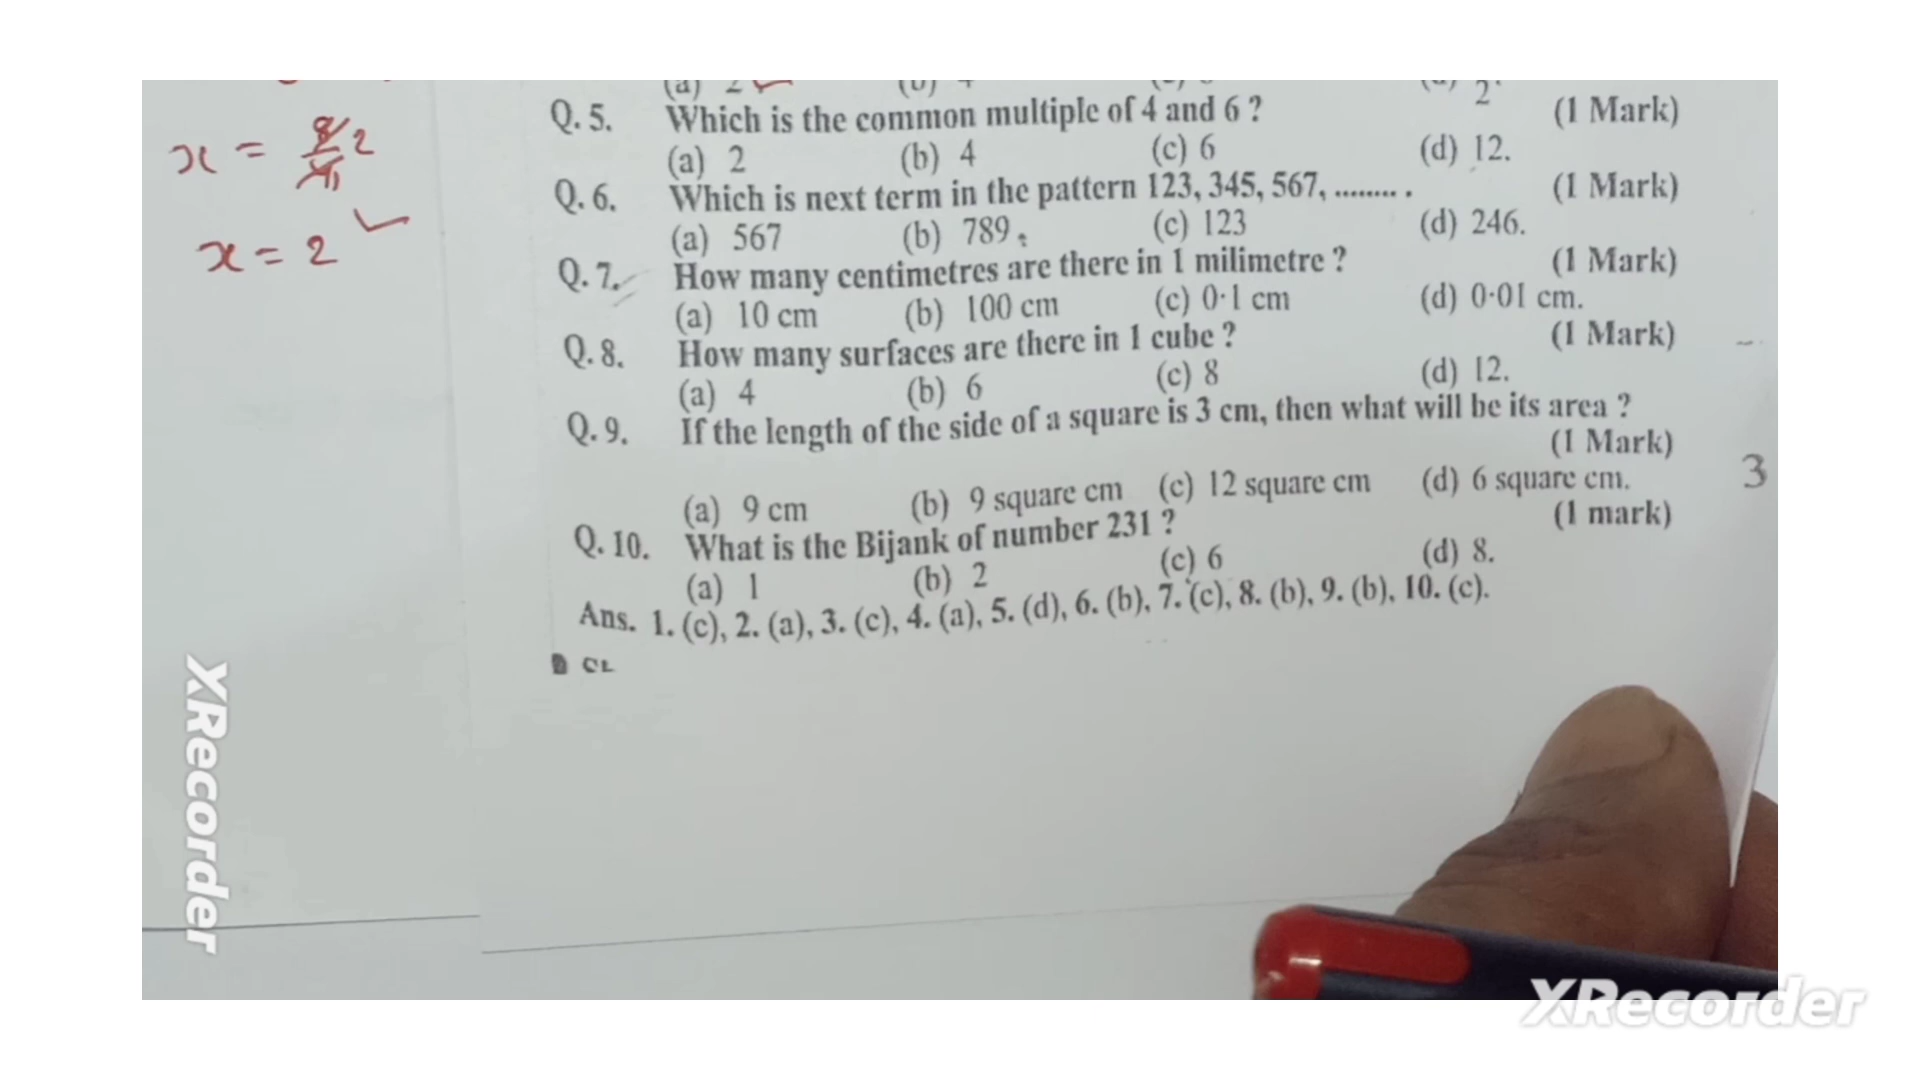 x = 8/4 2
x = 2
Q. 5. Which is the common multiple of 4 and 6 ? (1 Mark)
(a) 2 (b) 4 (c) 6 (d) 12.
Q. 6. Which is next term in the pattern 123, 345, 567, ........ . (1 Mark)
(a) 567 (b) 789. (c) 123 (d) 246.
Q. 7. How many centimetres are there in 1 milimetre ? (1 Mark)
(a) 10 cm (b) 100 cm (c) 0·1 cm (d) 0·01 cm.
Q. 8. How many surfaces are there in 1 cube ? (1 Mark)
(a) 4 (b) 6 (c) 8 (d) 12.
Q. 9. If the length of the side of a square is 3 cm, then what will be its area ?
(1 Mark)
3
(a) 9 cm (b) 9 square cm (c) 12 square cm (d) 6 square cm.
Q. 10. What is the Bijank of number 231 ? (1 mark)
(a) 1 (b) 2 (c) 6 (d) 8.
Ans. 1. (c), 2. (a), 3. (c), 4. (a), 5. (d), 6. (b), 7. (c), 8. (b), 9. (b), 10. (c).
XRecorder
XRecorder